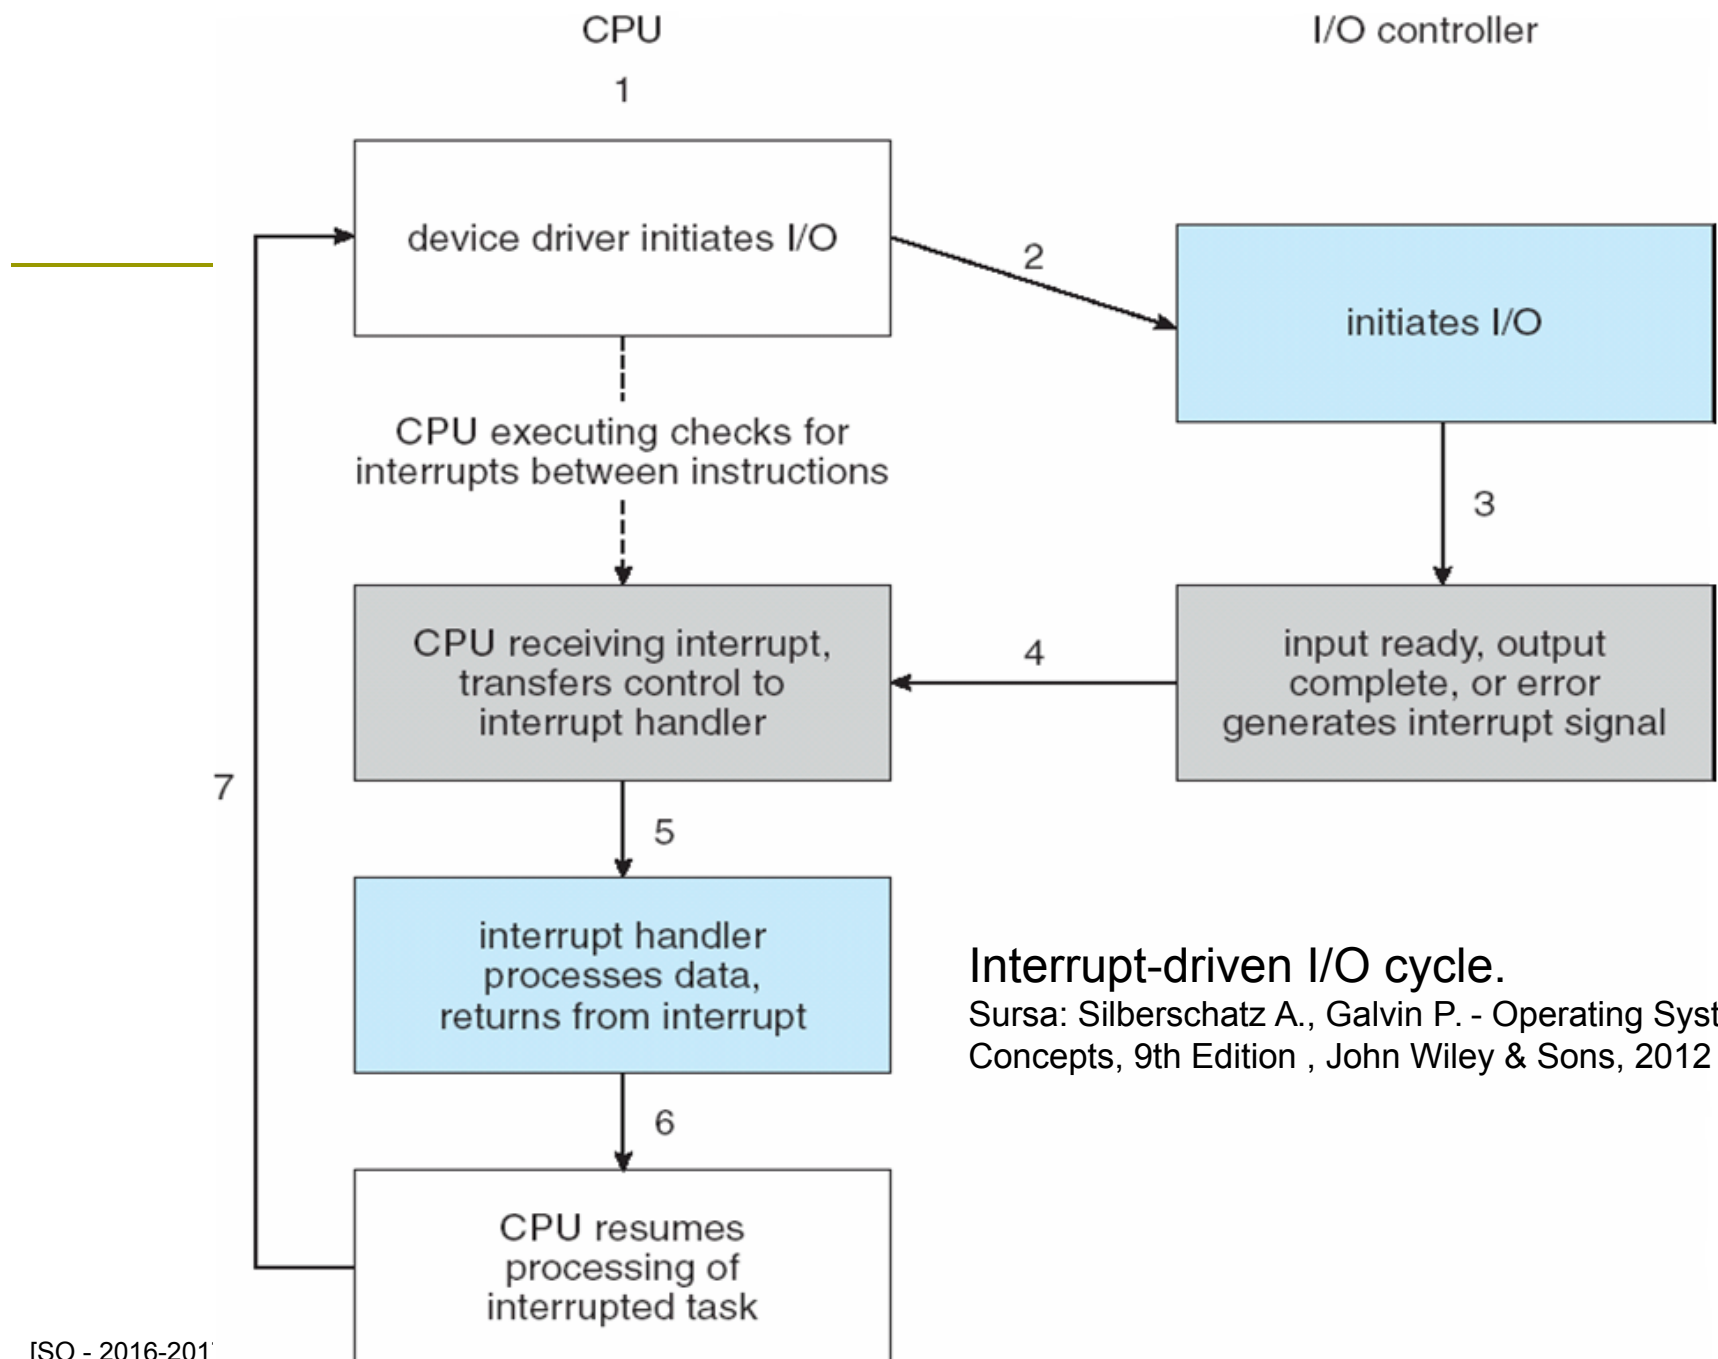 CPU
I/O controller
1
device driver initiates I/O
2
initiates I/O
CPU executing checks for
interrupts between instructions
3
CPU receiving interrupt,
transfers control to
interrupt handler
4
input ready, output
complete, or error
generates interrupt signal
7
5
interrupt handler
processes data,
returns from interrupt
Interrupt-driven I/O cycle.
Sursa: Silberschatz A., Galvin P. - Operating Syst
Concepts, 9th Edition , John Wiley & Sons, 2012
6
CPU resumes
processing of
interrupted task
[SO - 2016-201